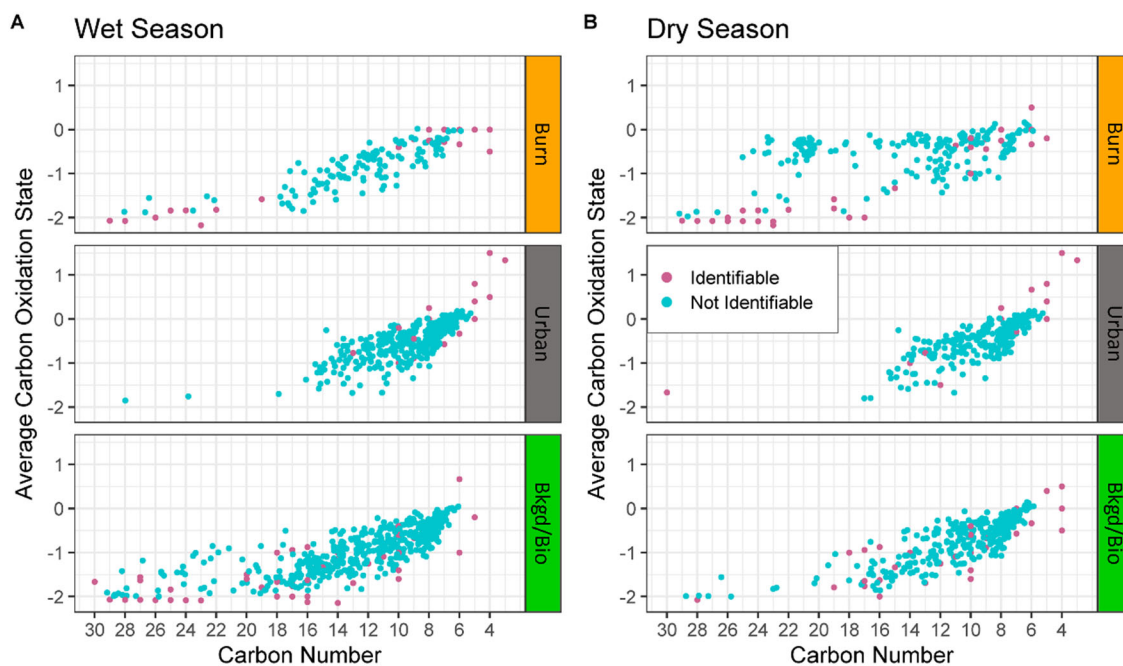 A Wet Season
B Dry Season
Average Carbon Oxidation State
1
0
-1
-2
Burn
1
0
-1
-2
Urban
1
0
-1
-2
Bkgd/Bio
30 28 26 24 22 20 18 16 14 12 10 8 6 4
Carbon Number
Average Carbon Oxidation State
1
0
-1
-2
Burn
1
0
-1
-2
Identifiable
Not Identifiable
Urban
1
0
-1
-2
Bkgd/Bio
30 28 26 24 22 20 18 16 14 12 10 8 6 4
Carbon Number